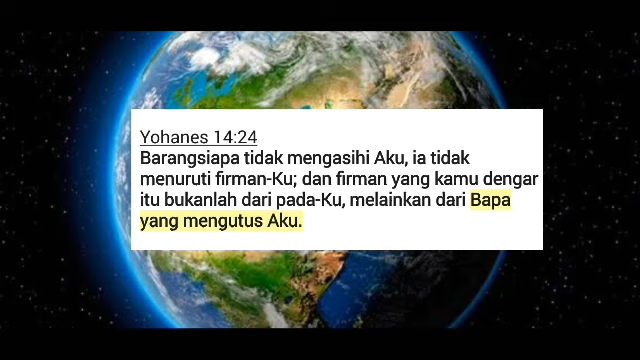 Yohanes 14:24
Barangsiapa tidak mengasihi Aku, ia tidak
menuruti firman-Ku; dan firman yang kamu dengar
itu bukanlah dari pada-Ku, melainkan dari Bapa
yang mengutus Aku.